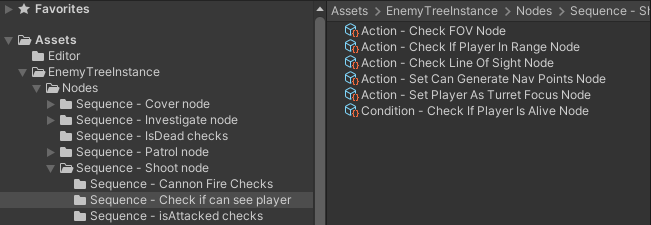 Favorites
Assets
Editor
EnemyTreeInstance
Nodes
Sequence - Cover node
Sequence - Investigate node
Sequence - IsDead checks
Sequence - Patrol node
Sequence - Shoot node
Sequence - Cannon Fire Checks
Sequence - Check if can see player
Sequence - isAttacked checks
Assets > EnemyTreeInstance > Nodes > Sequence - Sh
Action - Check FOV Node
Action - Check If Player In Range Node
Action - Check Line Of Sight Node
Action - Set Can Generate Nav Points Node
Action - Set Player As Turret Focus Node
Condition - Check If Player Is Alive Node